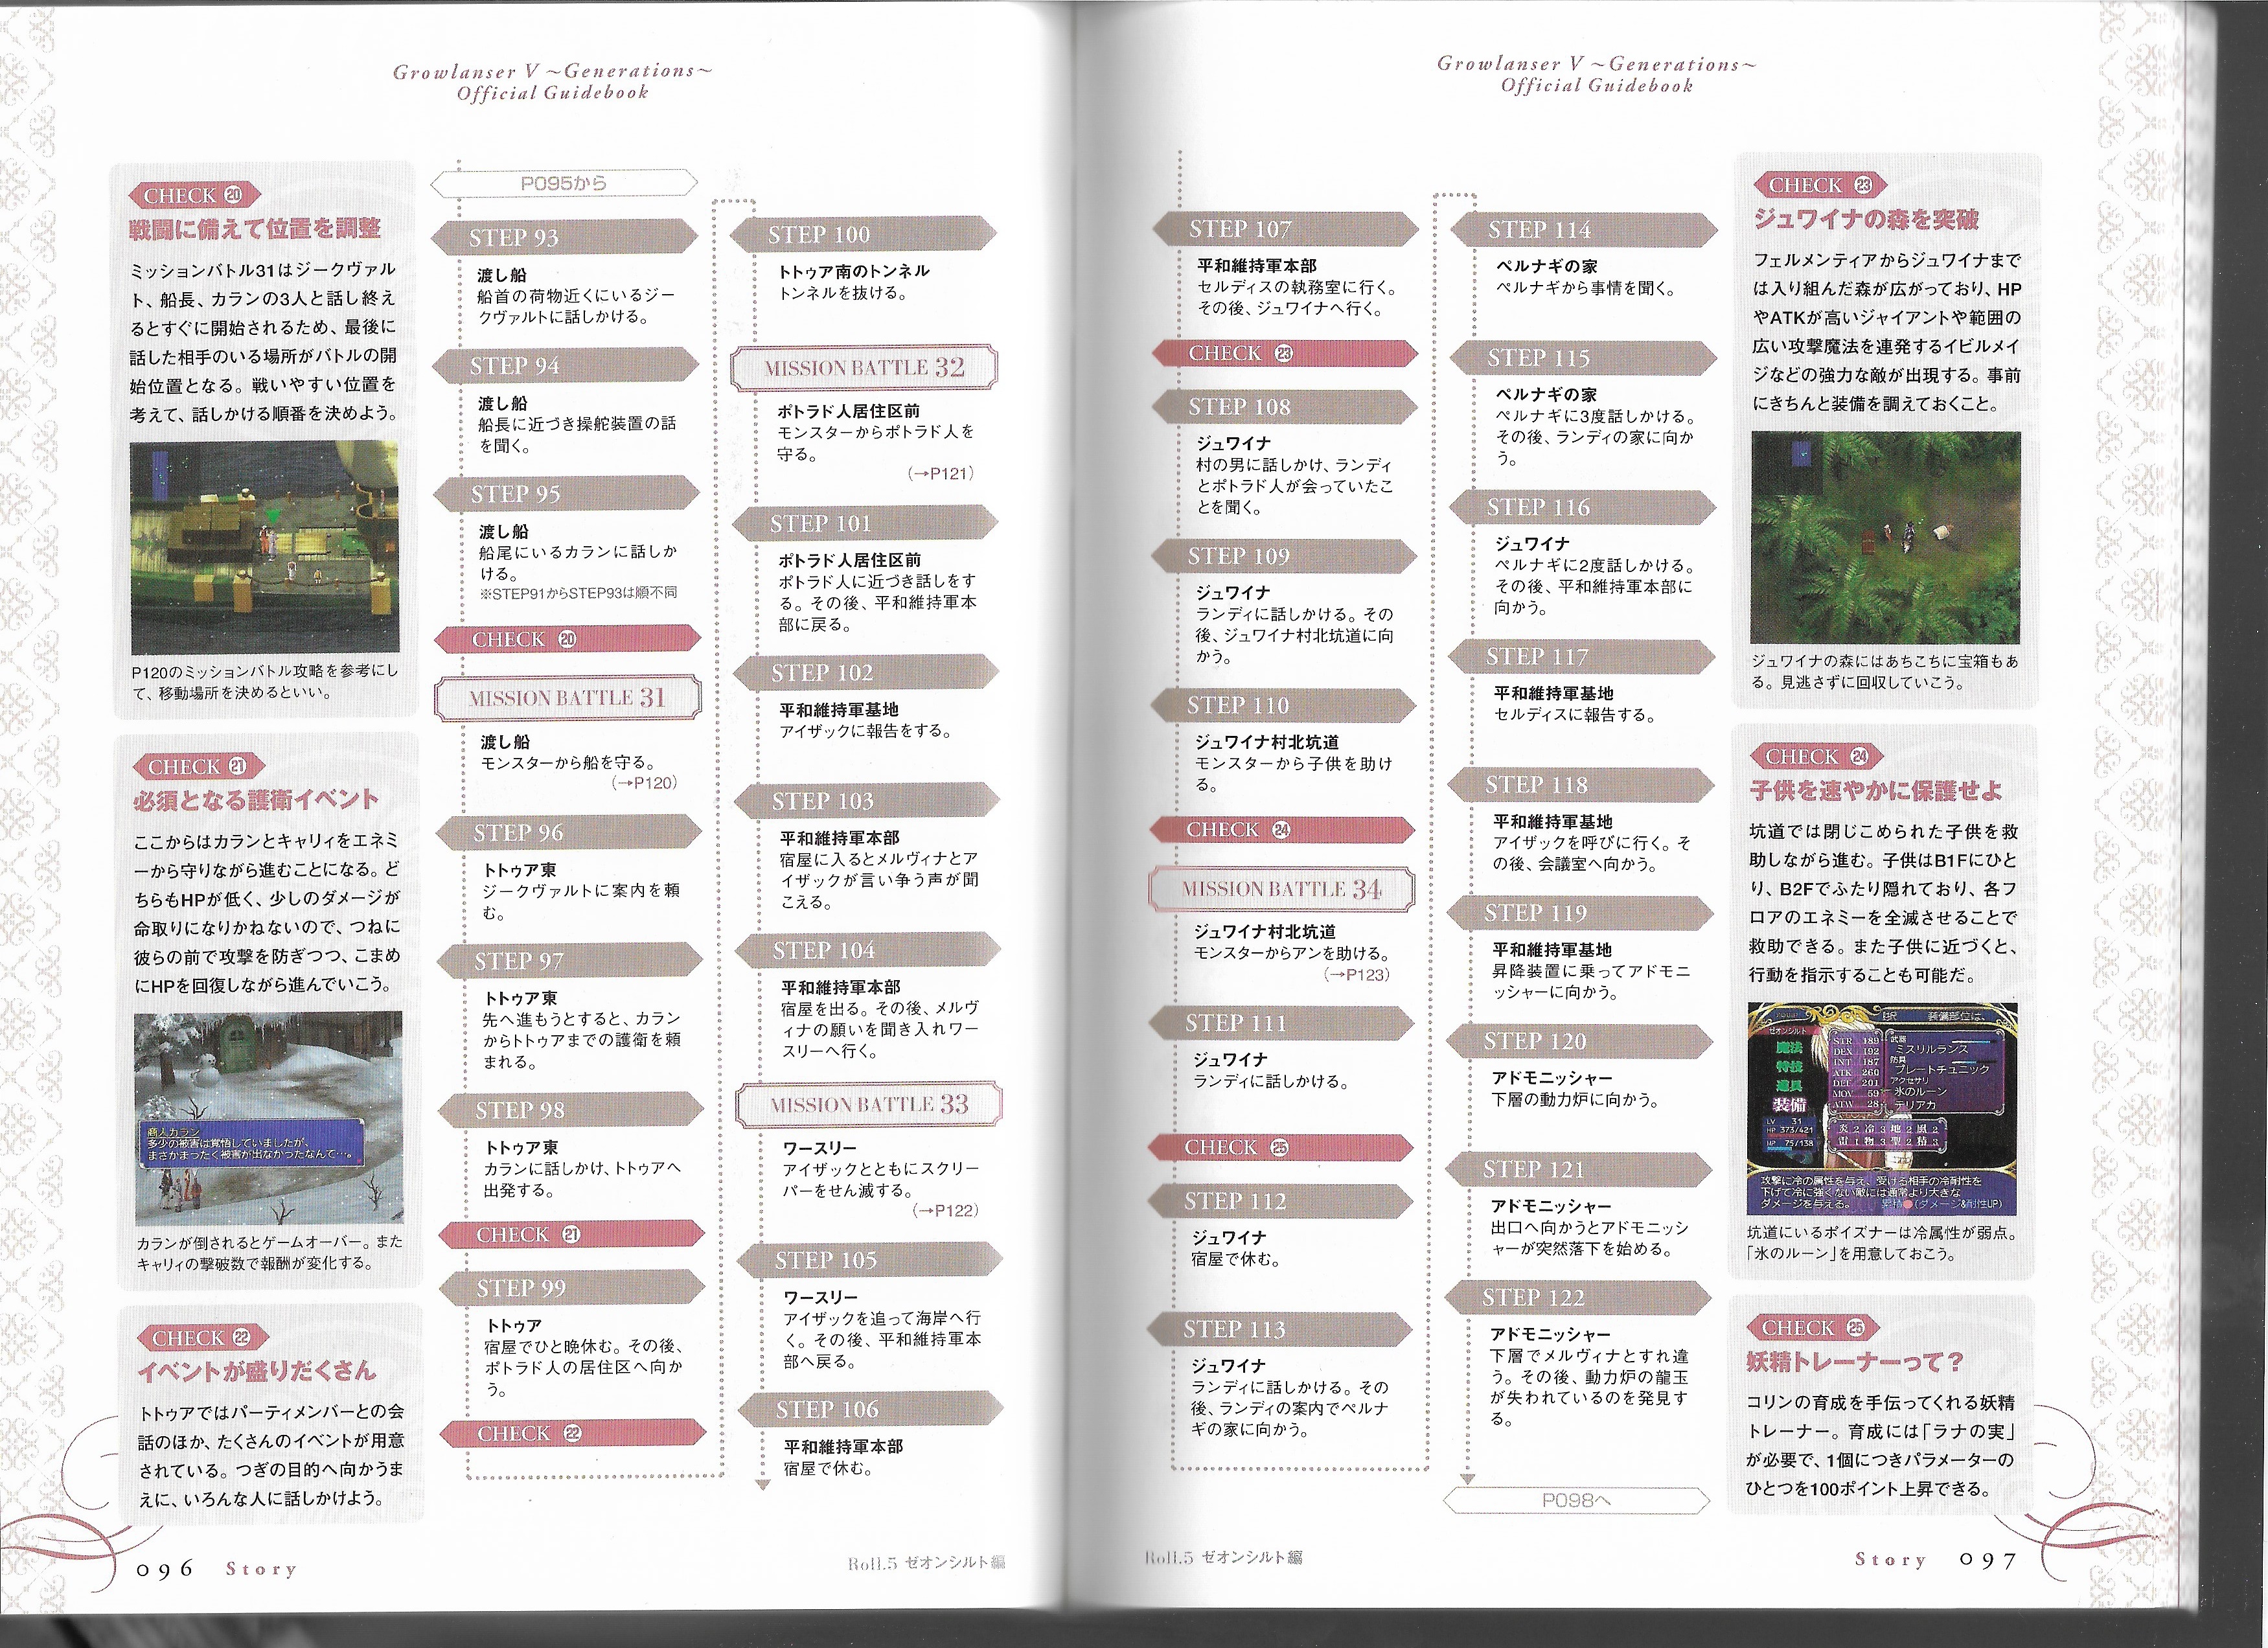 Growlanser V ～Generations～
Official Guidebook
CHECK 20
戦闘に備えて位置を調整
ミッションバトル31はジークヴァル
ト、船長、カランの3人と話し終え
るとすぐに開始されるため、最後に
話した相手のいる場所がバトルの開
始位置となる。戦いやすい位置を
考えて、話しかける順番を決めよう。
P120のミッションバトル攻略を参考にし
て、移動場所を決めるといい。
CHECK 21
必須となる護衛イベント
ここからはカランとキャリィをエネミ
ーから守りながら進むことになる。ど
ちらもHPが低く、少しのダメージが
命取りになりかねないので、つねに
彼らの前で攻撃を防ぎつつ、こまめ
にHPを回復しながら進んでいこう。
商人カラン
多少の被害は覚悟していましたが、
まさかまったく被害が出なかったなんて…。
カランが倒されるとゲームオーバー。また
キャリィの撃破数で報酬が変化する。
CHECK 22
イベントが盛りだくさん
トトゥアではパーティメンバーとの会
話のほか、たくさんのイベントが用意
されている。つぎの目的へ向かうま
えに、いろんな人に話しかけよう。
P095から
STEP 93
渡し船
船首の荷物近くにいるジー
クヴァルトに話しかける。
STEP 94
渡し船
船長に近づき操舵装置の話
を聞く。
STEP 95
渡し船
船尾にいるカランに話しか
ける。
※STEP91からSTEP93は順不同
CHECK 20
MISSION BATTLE 31
渡し船
モンスターから船を守る。
(→P120)
STEP 96
トトゥア東
ジークヴァルトに案内を頼
む。
STEP 97
トトゥア東
先へ進もうとすると、カラン
からトトゥアまでの護衛を頼
まれる。
STEP 98
トトゥア東
カランに話しかけ、トトゥアへ
出発する。
CHECK 21
STEP 99
トトゥア
宿屋でひと晩休む。その後、
ポトラド人の居住区へ向か
う。
CHECK 22
STEP 100
トトゥア南のトンネル
トンネルを抜ける。
MISSION BATTLE 32
ポトラド人居住区前
モンスターからポトラド人を
守る。
(→P121)
STEP 101
ポトラド人居住区前
ポトラド人に近づき話しをす
る。その後、平和維持軍本
部に戻る。
STEP 102
平和維持軍基地
アイザックに報告をする。
STEP 103
平和維持軍本部
宿屋に入るとメルヴィナとア
イザックが言い争う声が聞
こえる。
STEP 104
平和維持軍本部
宿屋を出る。その後、メルヴ
ィナの願いを聞き入れワー
スリーへ行く。
MISSION BATTLE 33
ワースリー
アイザックとともにスクリー
パーをせん滅する。
(→P122)
STEP 105
ワースリー
アイザックを追って海岸へ行
く。その後、平和維持軍本
部へ戻る。
STEP 106
平和維持軍本部
宿屋で休む。
096 Story
Roll.5 ゼオンシルト編
Growlanser V ～Generations～
Official Guidebook
STEP 107
平和維持軍本部
セルディスの執務室に行く。
その後、ジュワイナへ行く。
CHECK 23
STEP 108
ジュワイナ
村の男に話しかけ、ランディ
とポトラド人が会っていたこ
とを聞く。
STEP 109
ジュワイナ
ランディに話しかける。その
後、ジュワイナ村北坑道に向
かう。
STEP 110
ジュワイナ村北坑道
モンスターから子供を助け
る。
CHECK 24
MISSION BATTLE 34
ジュワイナ村北坑道
モンスターからアンを助ける。
(→P123)
STEP 111
ジュワイナ
ランディに話しかける。
CHECK 25
STEP 112
ジュワイナ
宿屋で休む。
STEP 113
ジュワイナ
ランディに話しかける。その
後、ランディの案内でペルナ
ギの家に向かう。
STEP 114
ペルナギの家
ペルナギから事情を聞く。
STEP 115
ペルナギの家
ペルナギに3度話しかける。
その後、ランディの家に向か
う。
STEP 116
ジュワイナ
ペルナギに2度話しかける。
その後、平和維持軍本部に
向かう。
STEP 117
平和維持軍基地
セルディスに報告する。
STEP 118
平和維持軍基地
アイザックを呼びに行く。そ
の後、会議室へ向かう。
STEP 119
平和維持軍基地
昇降装置に乗ってアドモニ
ッシャーに向かう。
STEP 120
アドモニッシャー
下層の動力炉に向かう。
STEP 121
アドモニッシャー
出口へ向かうとアドモニッシ
ャーが突然落下を始める。
STEP 122
アドモニッシャー
下層でメルヴィナとすれ違
う。その後、動力炉の龍玉
が失われているのを発見す
る。
P098へ
CHECK 23
ジュワイナの森を突破
フェルメンティアからジュワイナまで
は入り組んだ森が広がっており、HP
やATKが高いジャイアントや範囲の
広い攻撃魔法を連発するイビルメイ
ジなどの強力な敵が出現する。事前
にきちんと装備を調えておくこと。
ジュワイナの森にはあちこちに宝箱もあ
る。見逃さずに回収していこう。
CHECK 24
子供を速やかに保護せよ
坑道では閉じこめられた子供を救
助しながら進む。子供はB1Fにひと
り、B2Fでふたり隠れており、各フ
ロアのエネミーを全滅させることで
救助できる。また子供に近づくと、
行動を指示することも可能だ。
ゼオンシルト
装備部位は、
魔法
特技
道具
装備
STR 189
DEX 192
INT 187
ATK 260
DEF 201
MOV 59
ATW 28
武器
ミスリルランス
防具
プレートチュニック
アクセサリ
氷のルーン
テリアカ
LV 31
HP 373/421
MP 75/138
炎 2 冷 3 地 2 風 2
雷 1 物 3 聖 2 精 3
攻撃に冷の属性を与え、受ける相手の冷耐性を
下げて冷に強くない敵には通常より大きな
ダメージを与える。 (ダメージ&耐性UP)
坑道にいるポイズナーは冷属性が弱点。
「氷のルーン」を用意しておこう。
CHECK 25
妖精トレーナーって？
コリンの育成を手伝ってくれる妖精
トレーナー。育成には「ラナの実」
が必要で、1個につきパラメーターの
ひとつを100ポイント上昇できる。
Roll.5 ゼオンシルト編
Story 097